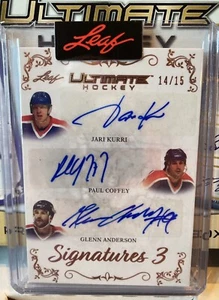 ULTIMATE
Leaf
Leaf
ULTIMATE
HOCKEY
14/15
JARI KURRI
PAUL COFFEY
GLENN ANDERSON
Signatures 3